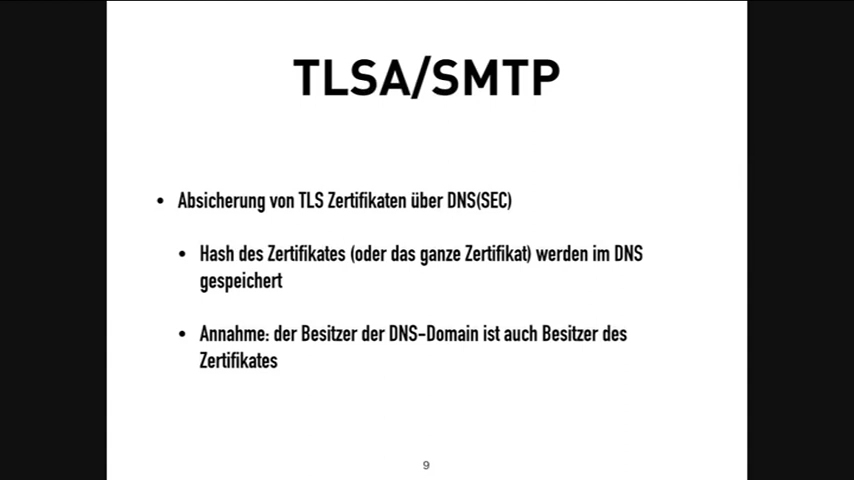 TLSA/SMTP
• Absicherung von TLS Zertifikaten über DNS(SEC)
• Hash des Zertifikates (oder das ganze Zertifikat) werden im DNS
gespeichert
• Annahme: der Besitzer der DNS-Domain ist auch Besitzer des
Zertifikates
9